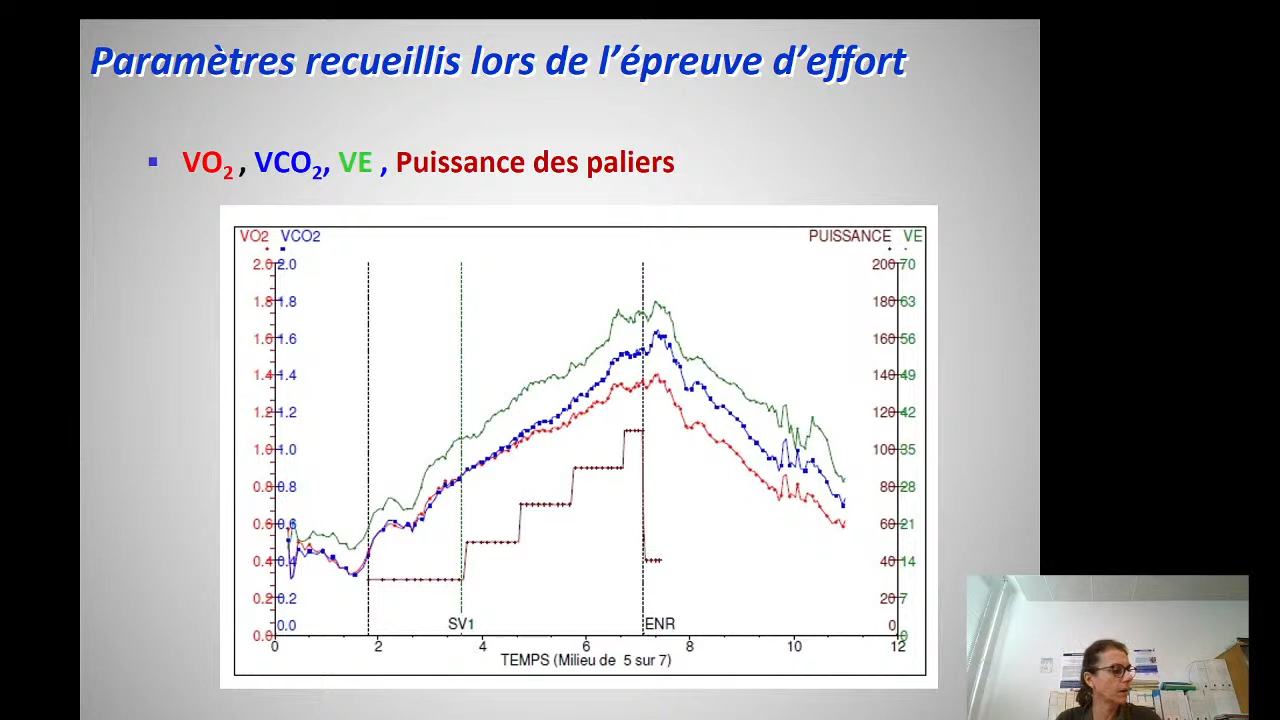 Paramètres recueillis lors de l’épreuve d’effort
▪ VO2 , VCO2, VE , Puissance des paliers
VO2 VCO2 PUISSANCE VE
2.0 2.0 200 70
1.8 1.8 180 63
1.6 1.6 160 56
1.4 1.4 140 49
1.2 1.2 120 42
1.0 1.0 100 35
0.8 0.8 80 28
0.6 0.6 60 21
0.4 0.4 40 14
0.2 0.2 20 7
0.0 0.0 SV1 ENR 0 0
0 2 4 6 8 10 12
TEMPS (Milieu de 5 sur 7)